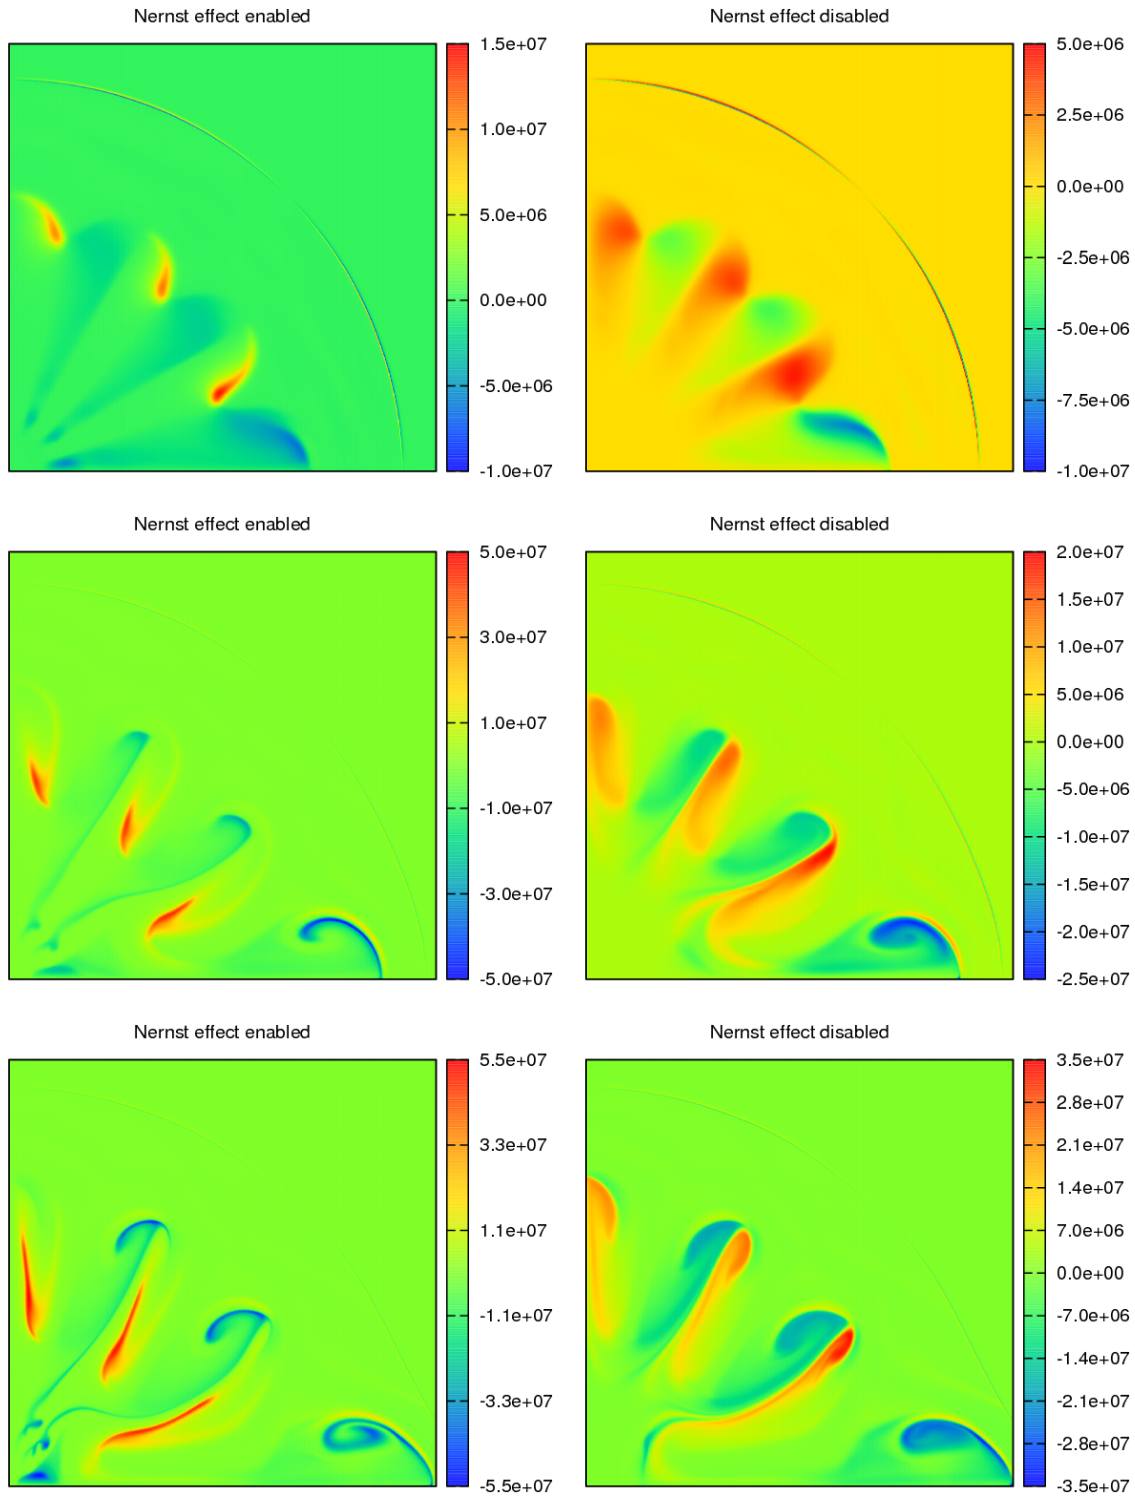 Nernst effect enabled
1.5e+07
1.0e+07
5.0e+06
0.0e+00
-5.0e+06
-1.0e+07
Nernst effect disabled
5.0e+06
2.5e+06
0.0e+00
-2.5e+06
-5.0e+06
-7.5e+06
-1.0e+07
Nernst effect enabled
5.0e+07
3.0e+07
1.0e+07
-1.0e+07
-3.0e+07
-5.0e+07
Nernst effect disabled
2.0e+07
1.5e+07
1.0e+07
5.0e+06
0.0e+00
-5.0e+06
-1.0e+07
-1.5e+07
-2.0e+07
-2.5e+07
Nernst effect enabled
5.5e+07
3.3e+07
1.1e+07
-1.1e+07
-3.3e+07
-5.5e+07
Nernst effect disabled
3.5e+07
2.8e+07
2.1e+07
1.4e+07
7.0e+06
0.0e+00
-7.0e+06
-1.4e+07
-2.1e+07
-2.8e+07
-3.5e+07